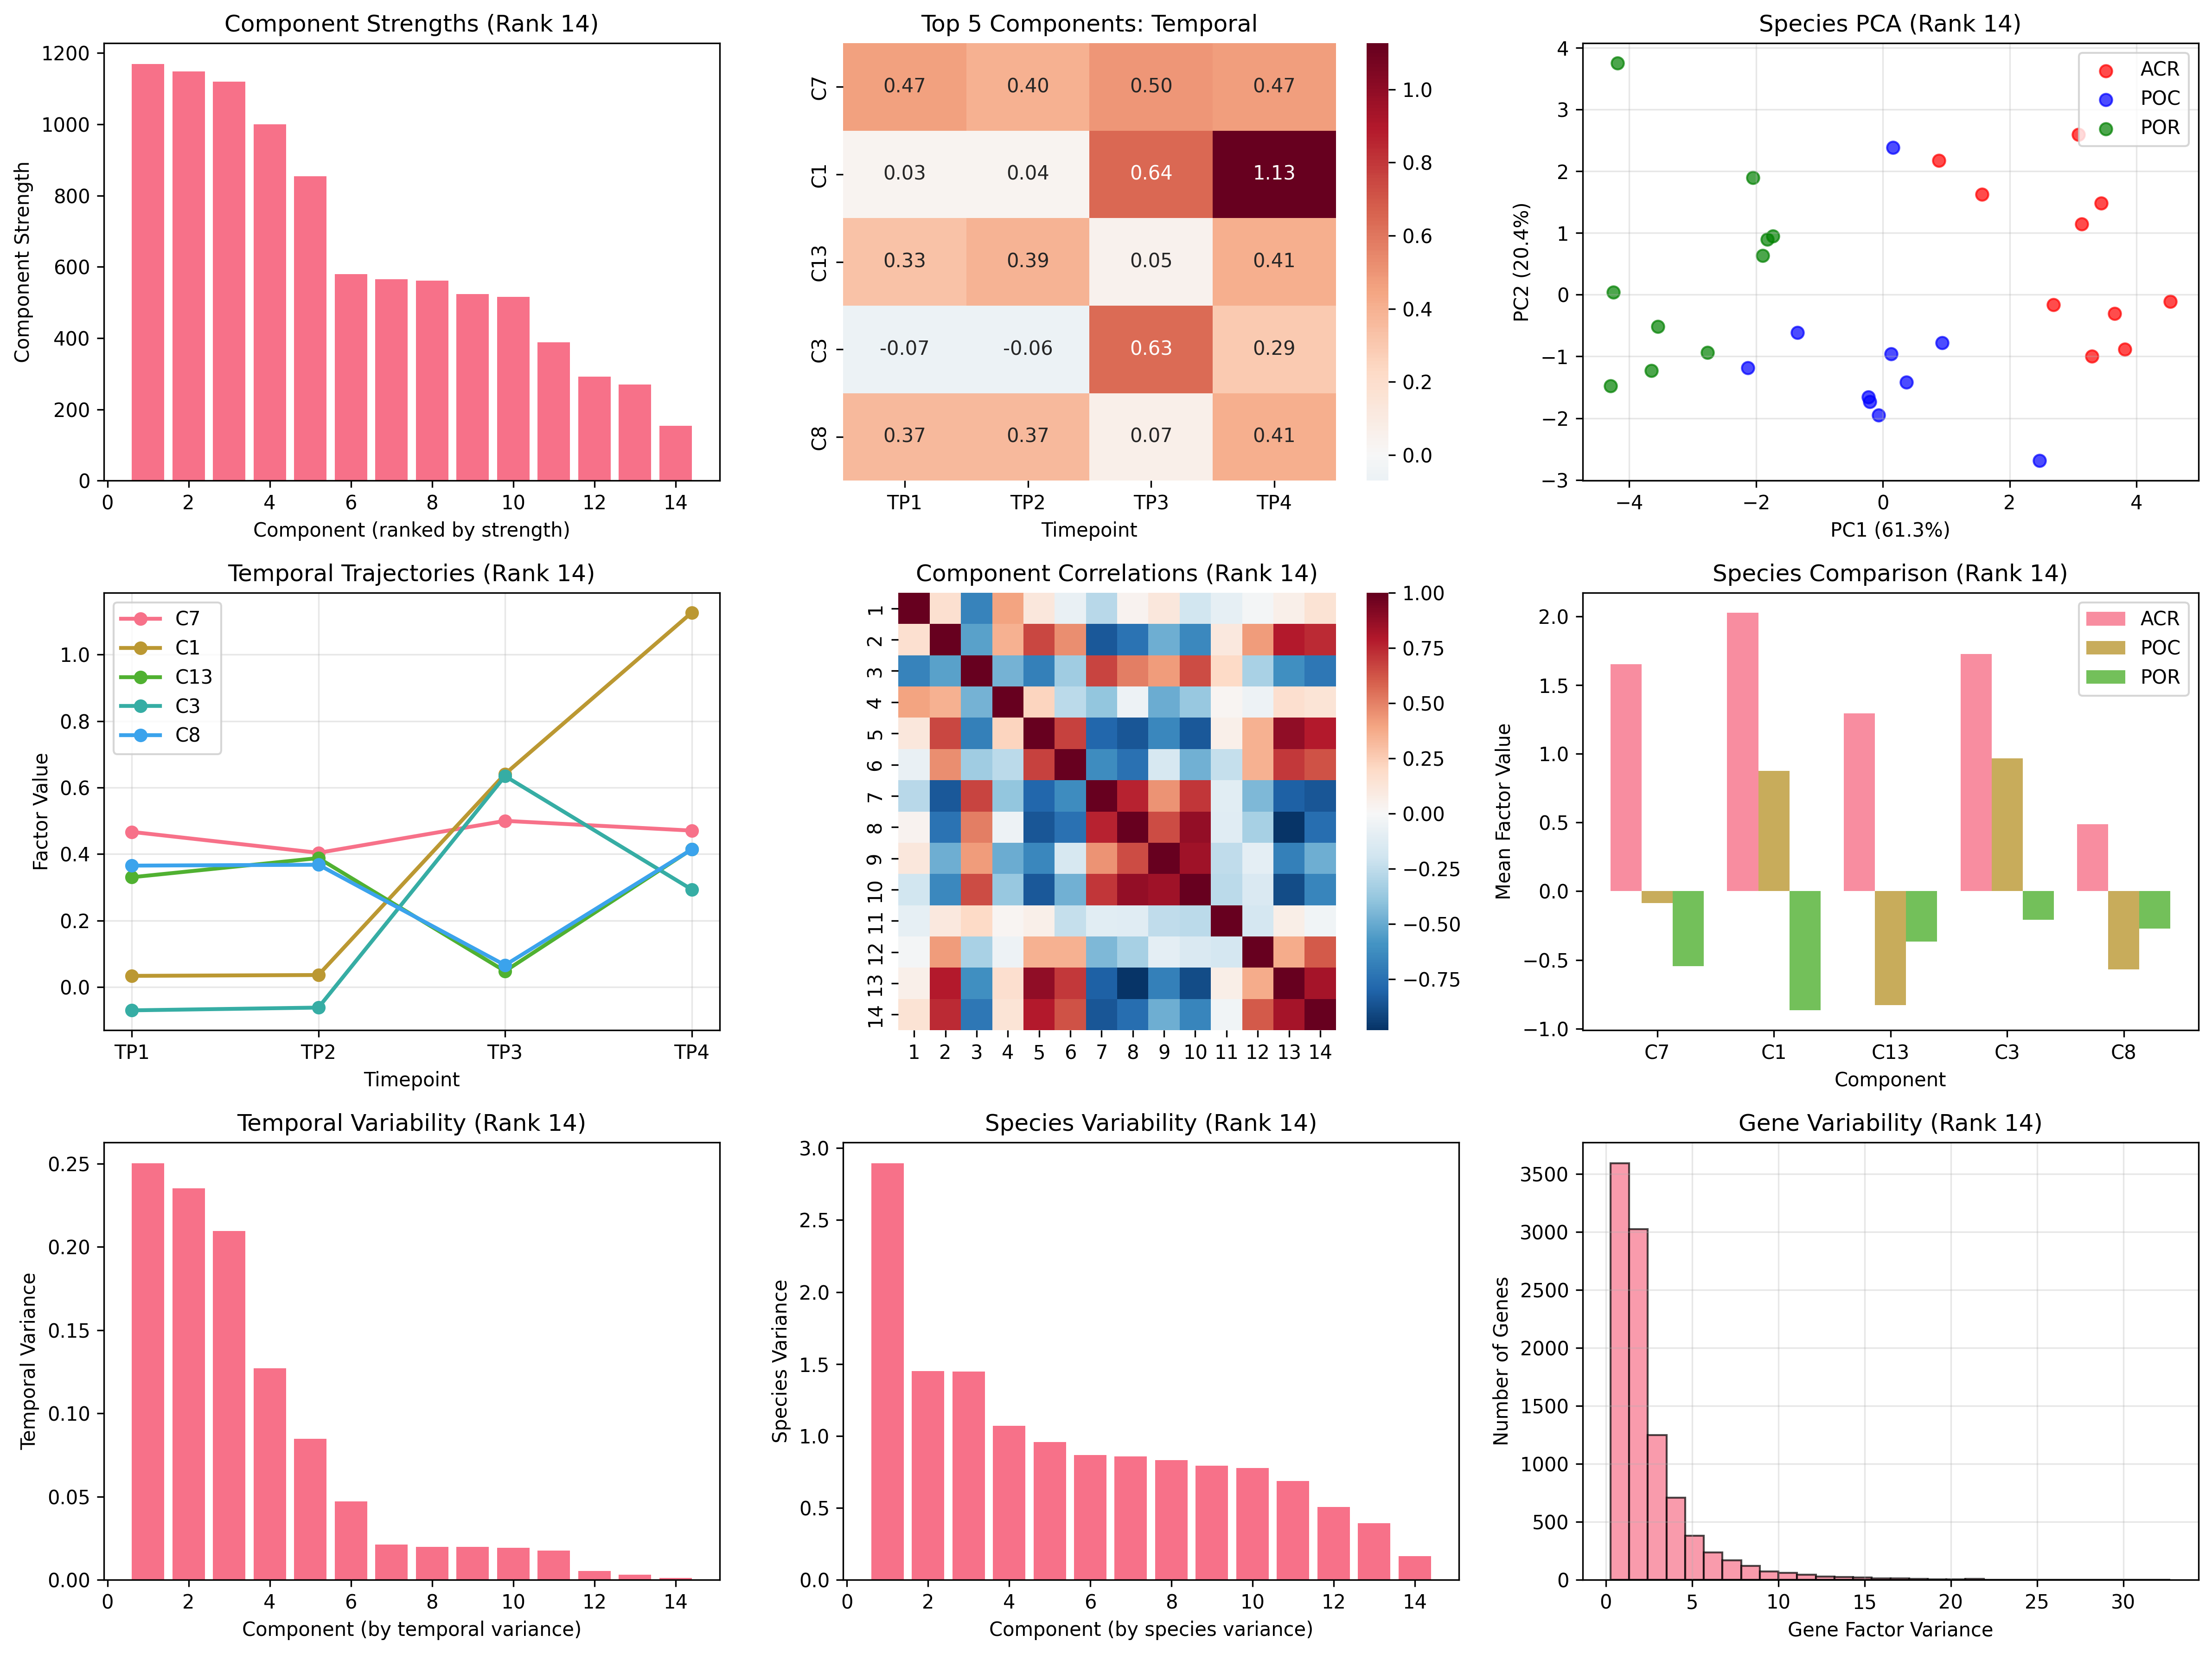 Component Strengths (Rank 14)
1200
1000
800
600
400
200
0
Component Strength
0 2 4 6 8 10 12 14
Component (ranked by strength)
Top 5 Components: Temporal
C7 0.47 0.40 0.50 0.47
C1 0.03 0.04 0.64 1.13
C13 0.33 0.39 0.05 0.41
C3 -0.07 -0.06 0.63 0.29
C8 0.37 0.37 0.07 0.41
TP1 TP2 TP3 TP4
Timepoint
1.0
0.8
0.6
0.4
0.2
0.0
Species PCA (Rank 14)
ACR
POC
POR
4
3
2
1
0
−1
−2
−3
PC2 (20.4%)
−4 −2 0 2 4
PC1 (61.3%)
Temporal Trajectories (Rank 14)
C7
C1
C13
C3
C8
1.0
0.8
0.6
0.4
0.2
0.0
Factor Value
TP1 TP2 TP3 TP4
Timepoint
Component Correlations (Rank 14)
1
2
3
4
5
6
7
8
9
10
11
12
13
14
1 2 3 4 5 6 7 8 9 10 11 12 13 14
1.00
0.75
0.50
0.25
0.00
−0.25
−0.50
−0.75
Species Comparison (Rank 14)
ACR
POC
POR
2.0
1.5
1.0
0.5
0.0
−0.5
−1.0
Mean Factor Value
C7 C1 C13 C3 C8
Component
Temporal Variability (Rank 14)
0.25
0.20
0.15
0.10
0.05
0.00
Temporal Variance
0 2 4 6 8 10 12 14
Component (by temporal variance)
Species Variability (Rank 14)
3.0
2.5
2.0
1.5
1.0
0.5
0.0
Species Variance
0 2 4 6 8 10 12 14
Component (by species variance)
Gene Variability (Rank 14)
3500
3000
2500
2000
1500
1000
500
0
Number of Genes
0 5 10 15 20 25 30
Gene Factor Variance